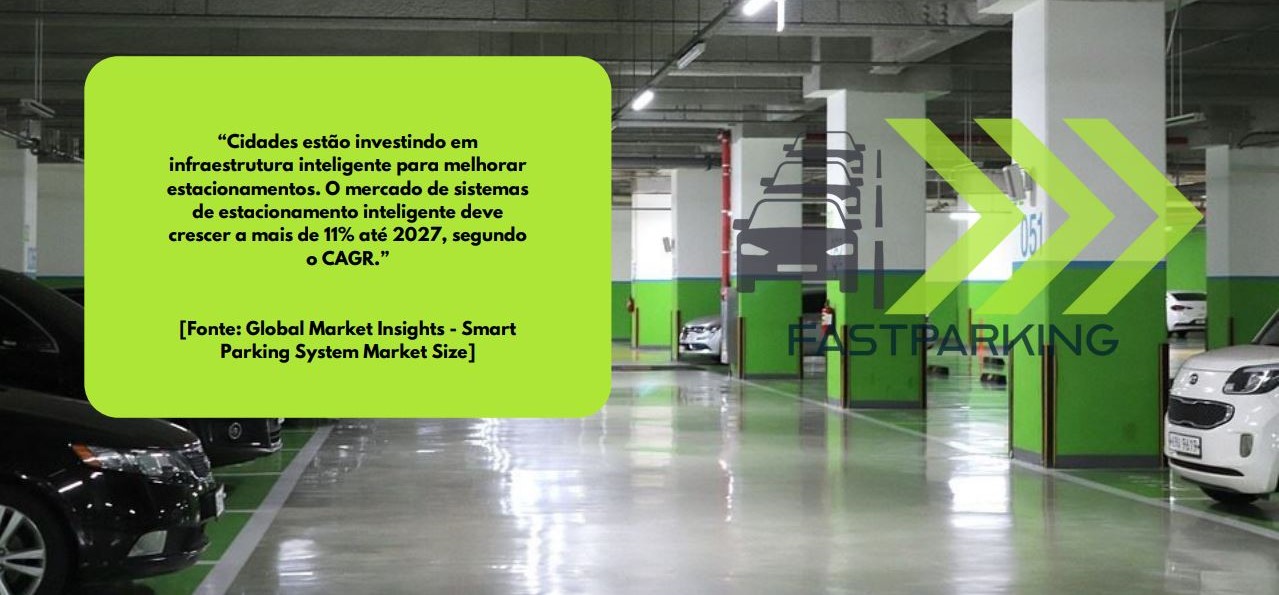 “Cidades estão investindo em
infraestrutura inteligente para melhorar
estacionamentos. O mercado de sistemas
de estacionamento inteligente deve
crescer a mais de 11% até 2027, segundo
o CAGR.”
[Fonte: Global Market Insights - Smart
Parking System Market Size]
051
FASTPARKING